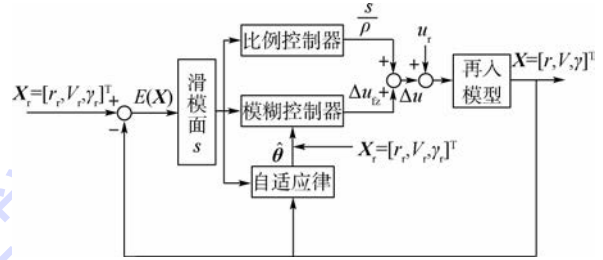 比例控制器
s/ρ
u_r
X_r=[r_r,V_r,γ_r]^T
+
−
E(X)
滑模面 s
模糊控制器
Δu_fz
+
+
Δu
+
+
再入模型
X=[r,V,γ]^T
θ̂
X_r=[r_r,V_r,γ_r]^T
自适应律